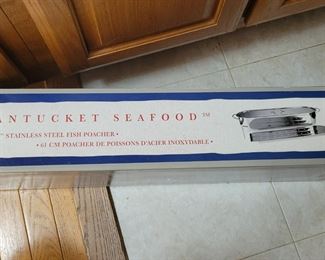 ANTUCKET SEAFOOD™
" STAINLESS STEEL FISH POACHER •
• 61 CM POACHER DE POISSONS D'ACIER INOXYDABLE •